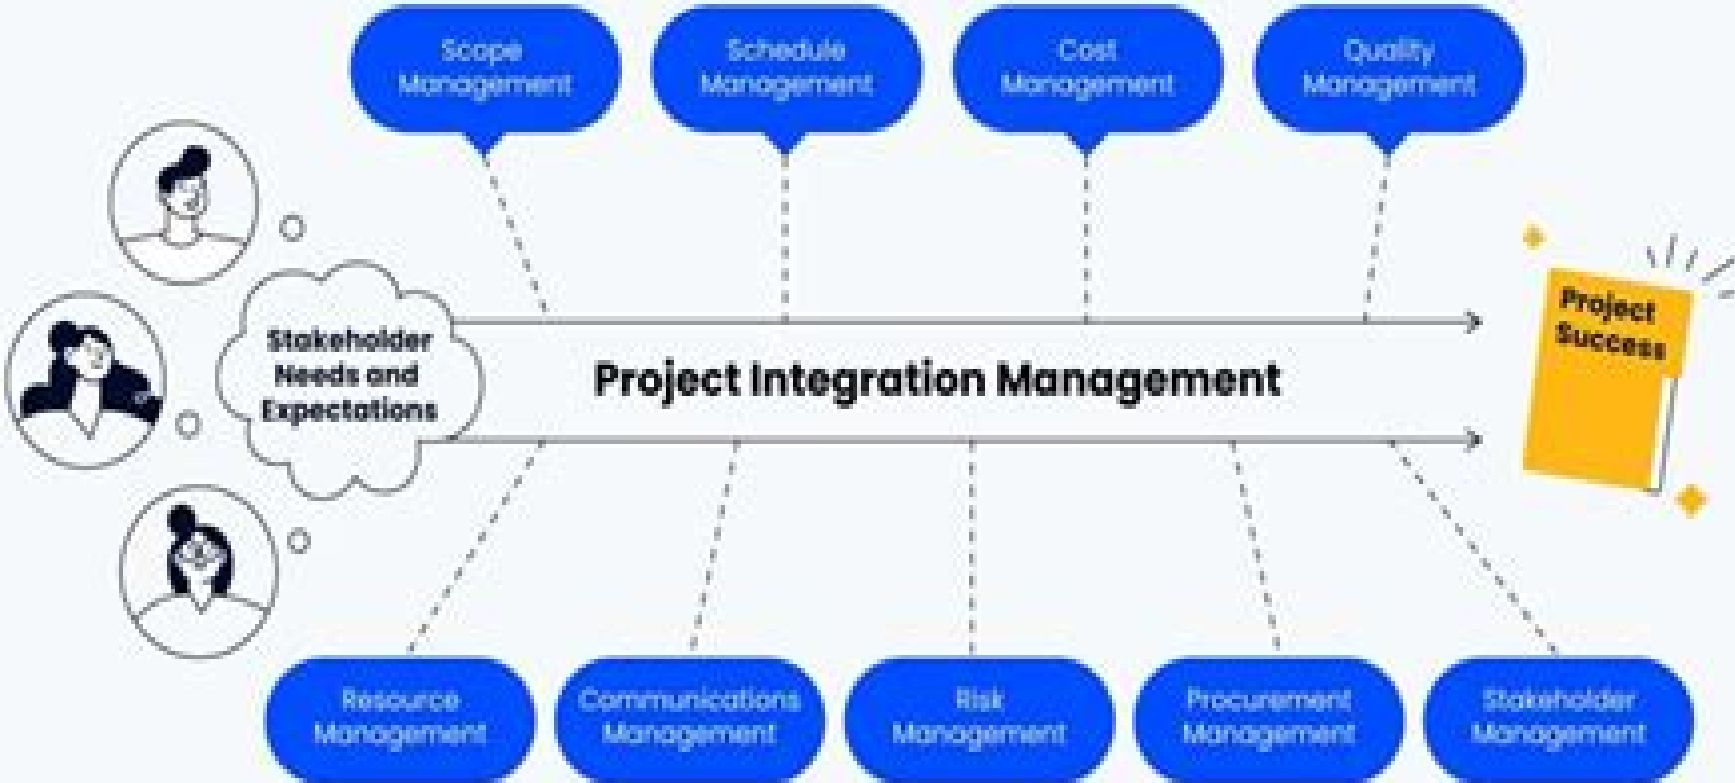 Scope
Management
Schedule
Management
Cost
Management
Quality
Management
Stakeholder
Needs and
Expectations
Project Integration Management
Project
Success
Resource
Management
Communications
Management
Risk
Management
Procurement
Management
Stakeholder
Management